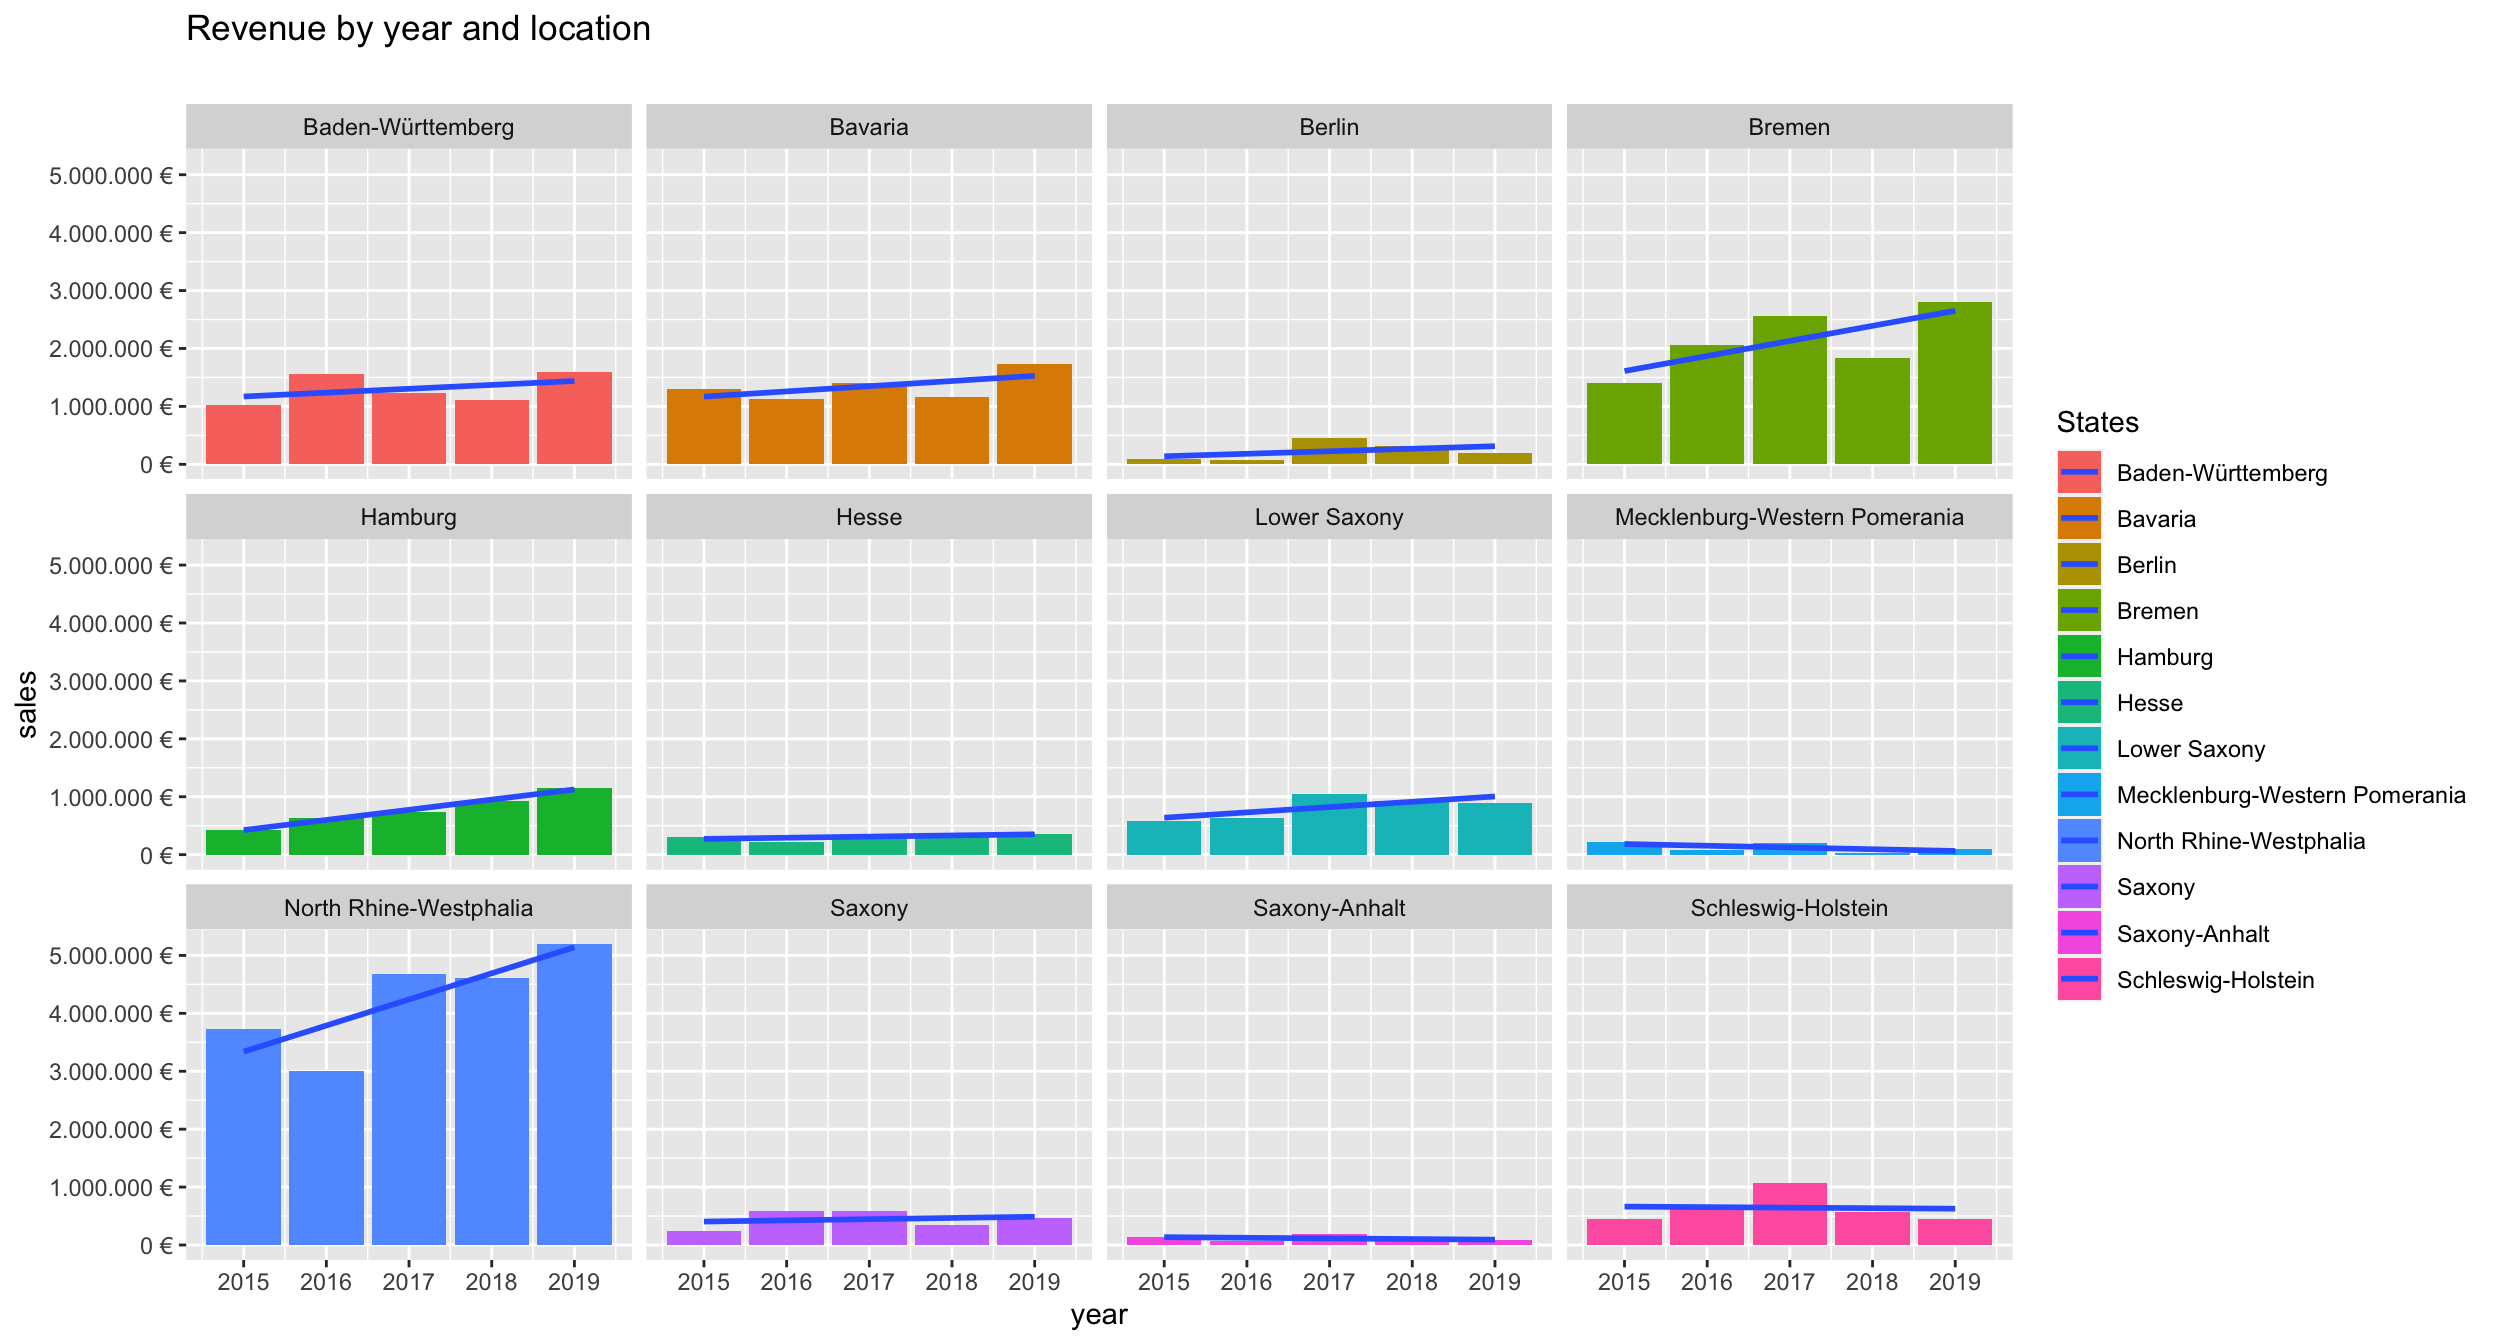 Revenue by year and location
Baden-Württemberg
Bavaria
Berlin
Bremen
5.000.000 €
4.000.000 €
3.000.000 €
2.000.000 €
1.000.000 €
0 €
Hamburg
Hesse
Lower Saxony
Mecklenburg-Western Pomerania
5.000.000 €
4.000.000 €
3.000.000 €
2.000.000 €
1.000.000 €
0 €
North Rhine-Westphalia
Saxony
Saxony-Anhalt
Schleswig-Holstein
5.000.000 €
4.000.000 €
3.000.000 €
2.000.000 €
1.000.000 €
0 €
2015 2016 2017 2018 2019
2015 2016 2017 2018 2019
2015 2016 2017 2018 2019
2015 2016 2017 2018 2019
sales
year
States
Baden-Württemberg
Bavaria
Berlin
Bremen
Hamburg
Hesse
Lower Saxony
Mecklenburg-Western Pomerania
North Rhine-Westphalia
Saxony
Saxony-Anhalt
Schleswig-Holstein